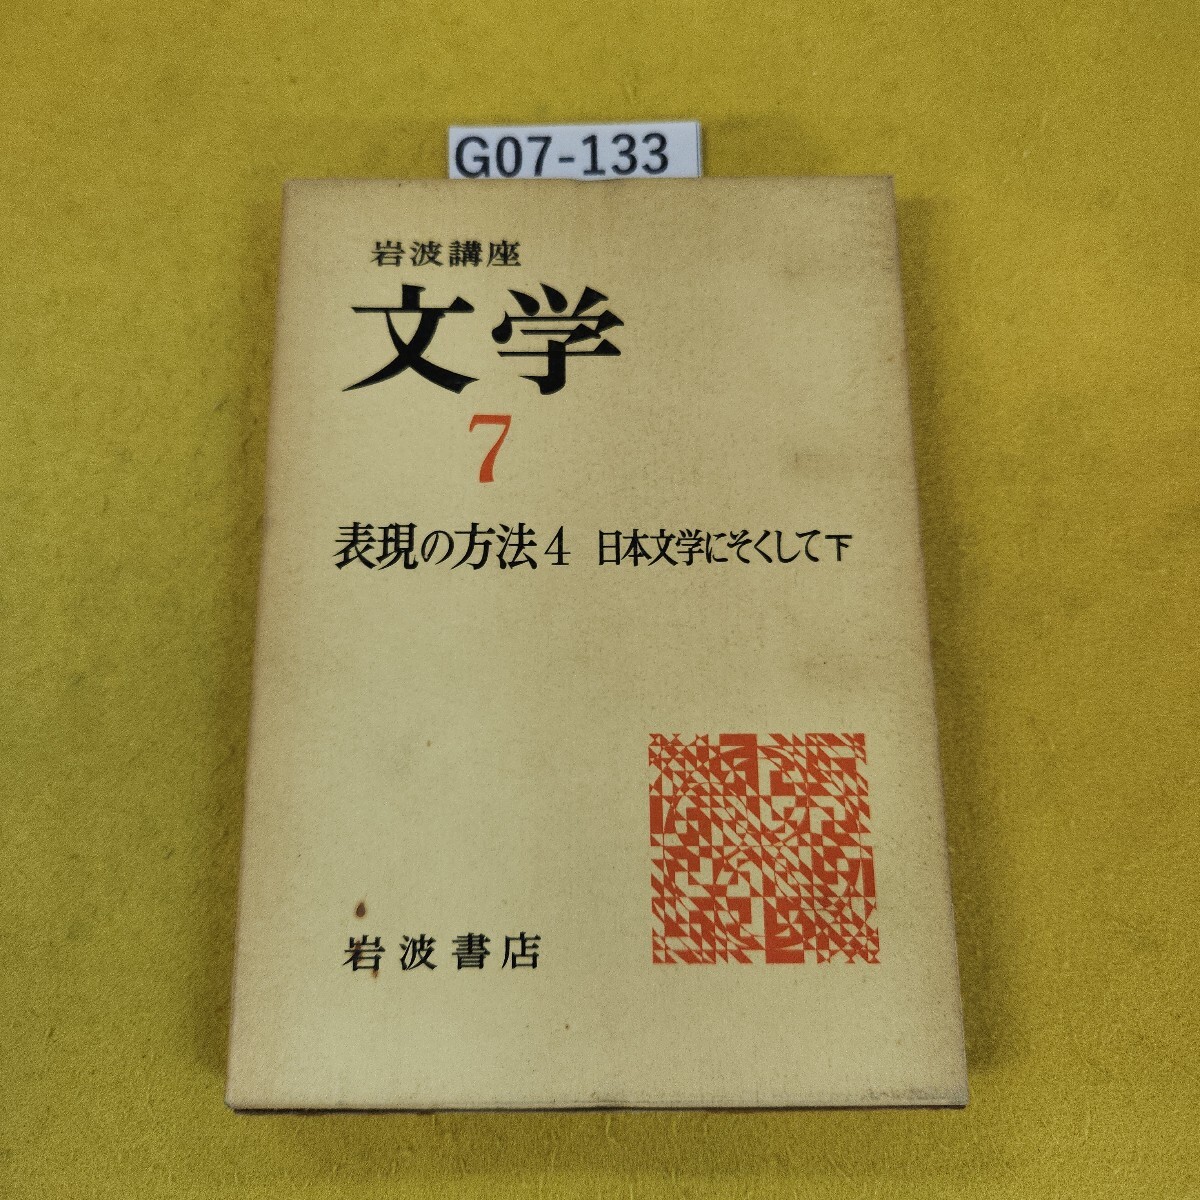 G07-133
岩波講座
文学
7
表現の方法4 日本文学にそくして下
岩波書店